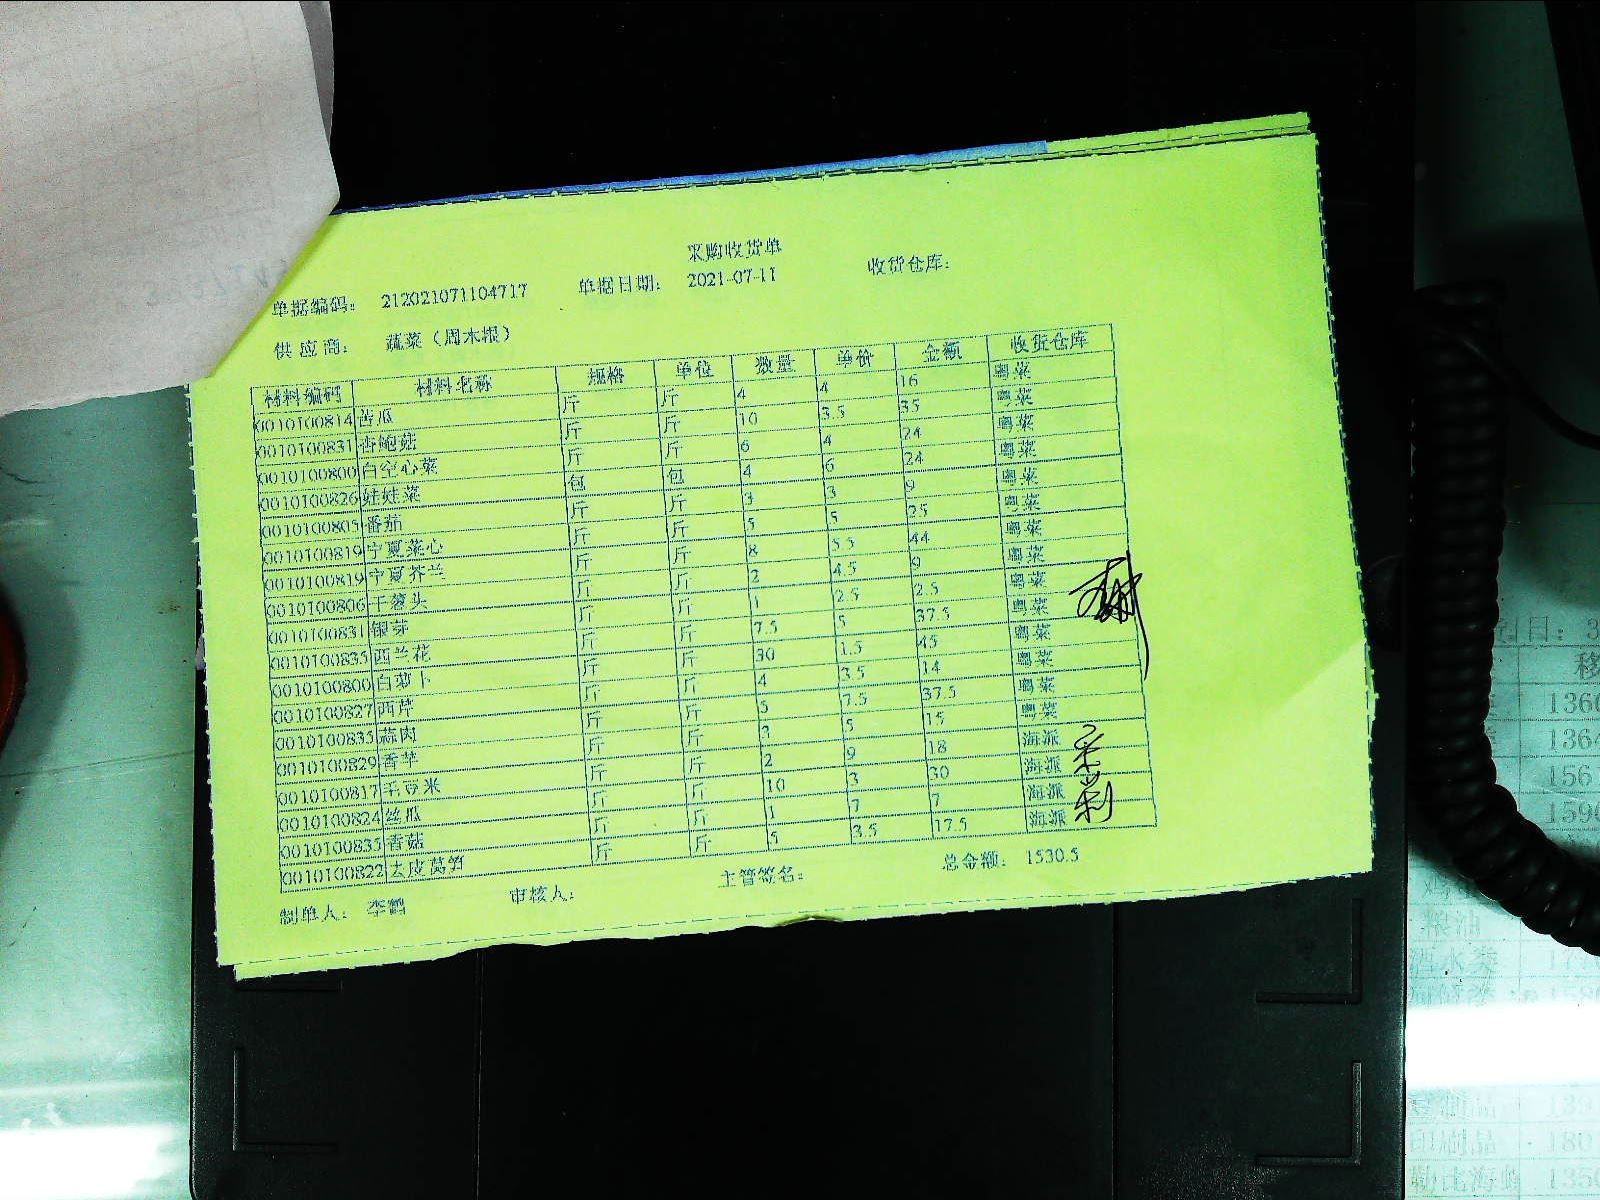 采购收货单
单据编码： 212021071104717 单据日期： 2021-07-11 收货仓库：
供应商： 蔬菜（周木根）
材料编码 材料名称 规格 单位 数量 单价 金额 收货仓库
0010100814 苦瓜 斤 斤 4 4 16 粤菜
0010100831 杏鲍菇 斤 斤 10 3.5 35 粤菜
0010100800 白空心菜 斤 斤 6 4 24 粤菜
0010100826 娃娃菜 包 包 4 6 24 粤菜
0010100805 番茄 斤 斤 3 3 9 粤菜
0010100819 宁夏菜心 斤 斤 5 5 25 粤菜
0010100819 宁夏芥兰 斤 斤 8 5.5 44 粤菜
0010100806 干葱头 斤 斤 2 4.5 9 粤菜
0010100831 银芽 斤 斤 1 2.5 2.5 粤菜
0010100835 西兰花 斤 斤 7.5 5 37.5 粤菜
0010100800 白萝卜 斤 斤 30 1.5 45 粤菜
0010100827 西芹 斤 斤 4 3.5 14 粤菜
0010100835 蒜肉 斤 斤 5 7.5 37.5 粤菜
0010100829 香芋 斤 斤 3 5 15 粤菜
0010100817 毛豆米 斤 斤 2 9 18 海派
0010100824 丝瓜 斤 斤 10 3 30 海派
0010100835 香菇 斤 斤 1 7 7 海派
0010100822 去皮莴笋 斤 斤 5 3.5 17.5 海派
制单人： 李鹤 审核人： 主管签名： 总金额： 1530.5
粮油
酒水类
印刷品 180